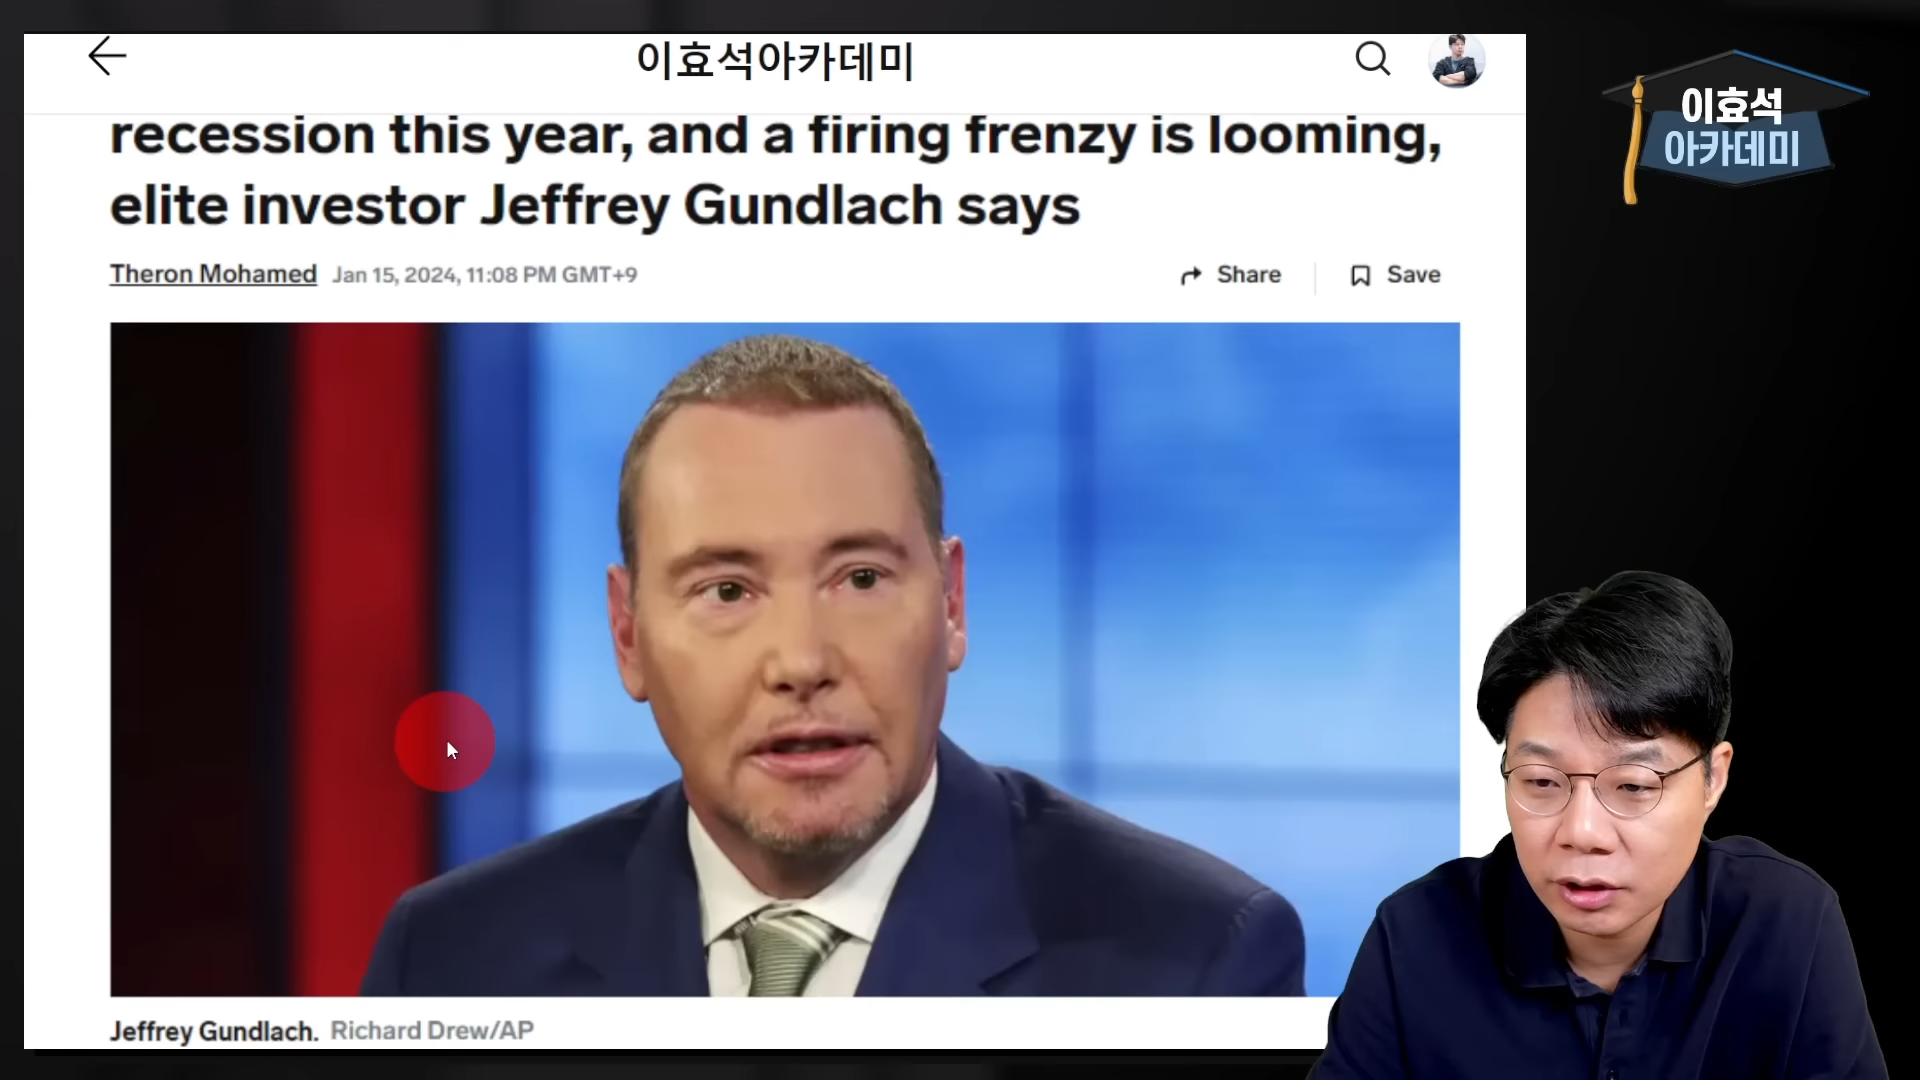 이효석아카데미
이효석
아카데미
recession this year, and a firing frenzy is looming,
elite investor Jeffrey Gundlach says
Theron Mohamed Jan 15, 2024, 11:08 PM GMT+9
Share
Save
Jeffrey Gundlach. Richard Drew/AP